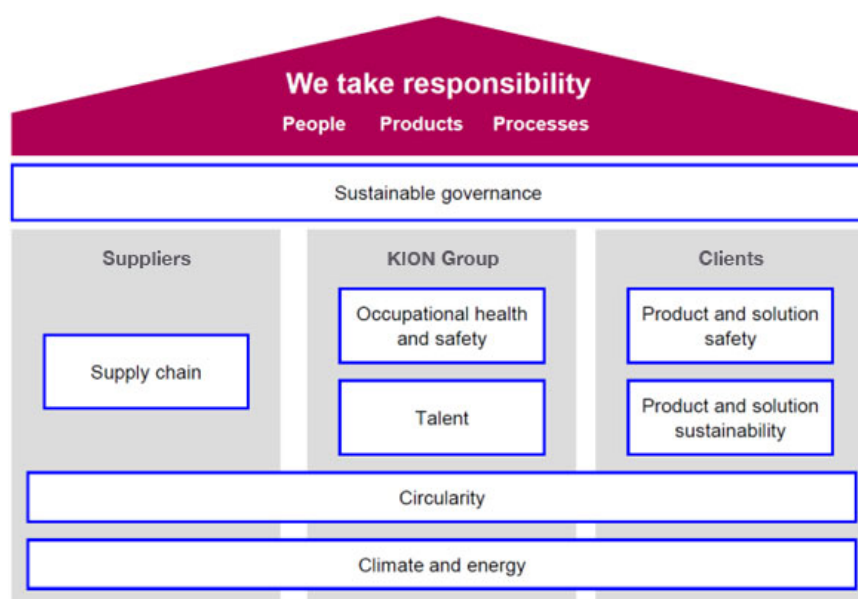 We take responsibility
People Products Processes
Sustainable governance
Suppliers
Supply chain
KION Group
Occupational health
and safety
Talent
Clients
Product and solution
safety
Product and solution
sustainability
Circularity
Climate and energy